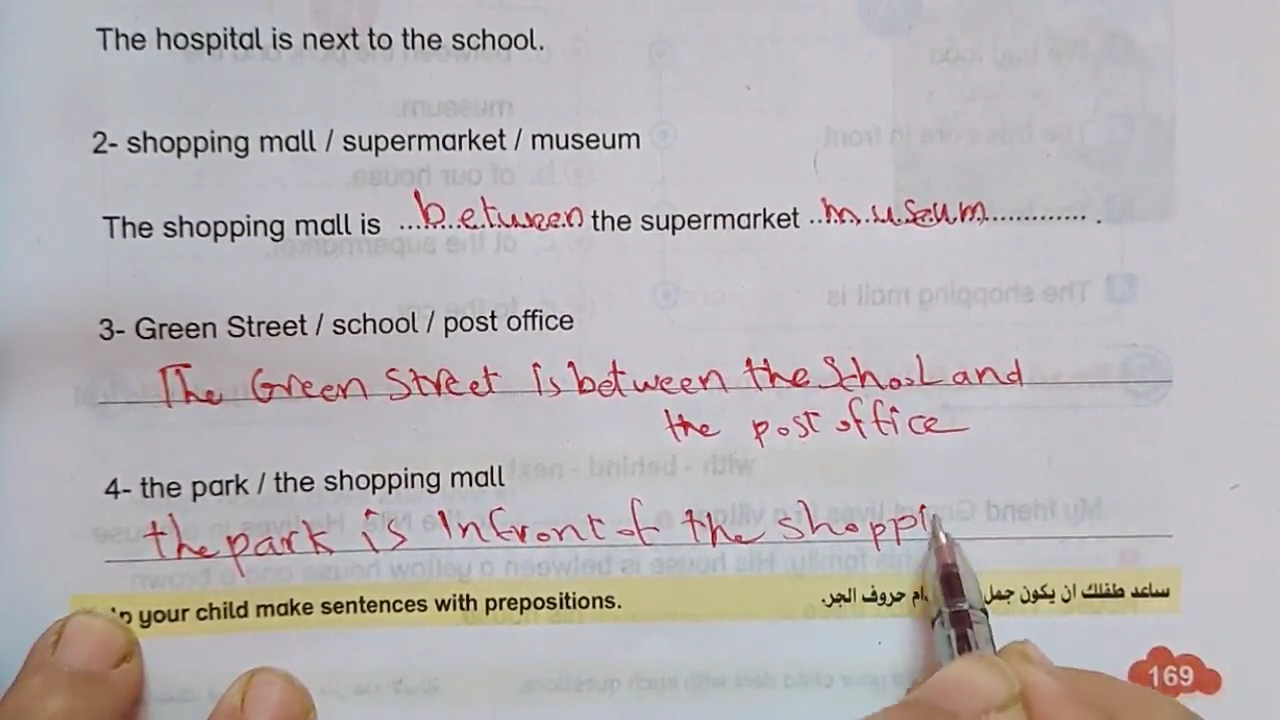 The hospital is next to the school.
2- shopping mall / supermarket / museum
The shopping mall is ...between the supermarket ..museum............. .
3- Green Street / school / post office
The Green Street is between the School and
the post office
4- the park / the shopping mall
the park is infront of the shoppi
your child make sentences with prepositions.
ساعد طفلك ان يكون جمل حروف الجر.
169